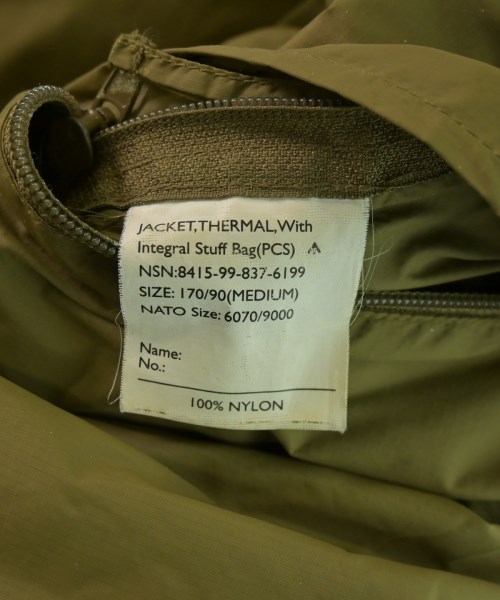 JACKET,THERMAL,With
Integral Stuff Bag(PCS)
NSN:8415-99-837-6199
SIZE: 170/90(MEDIUM)
NATO Size: 6070/9000
Name:
No.:
100% NYLON